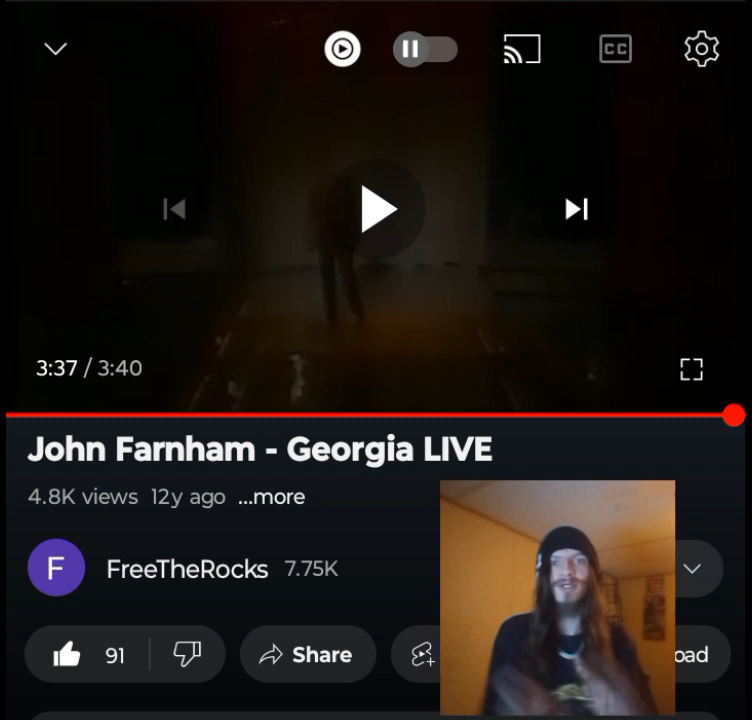 CC
3:37 / 3:40
John Farnham - Georgia LIVE
4.8K views 12y ago ...more
F FreeTheRocks 7.75K
91 Share oad